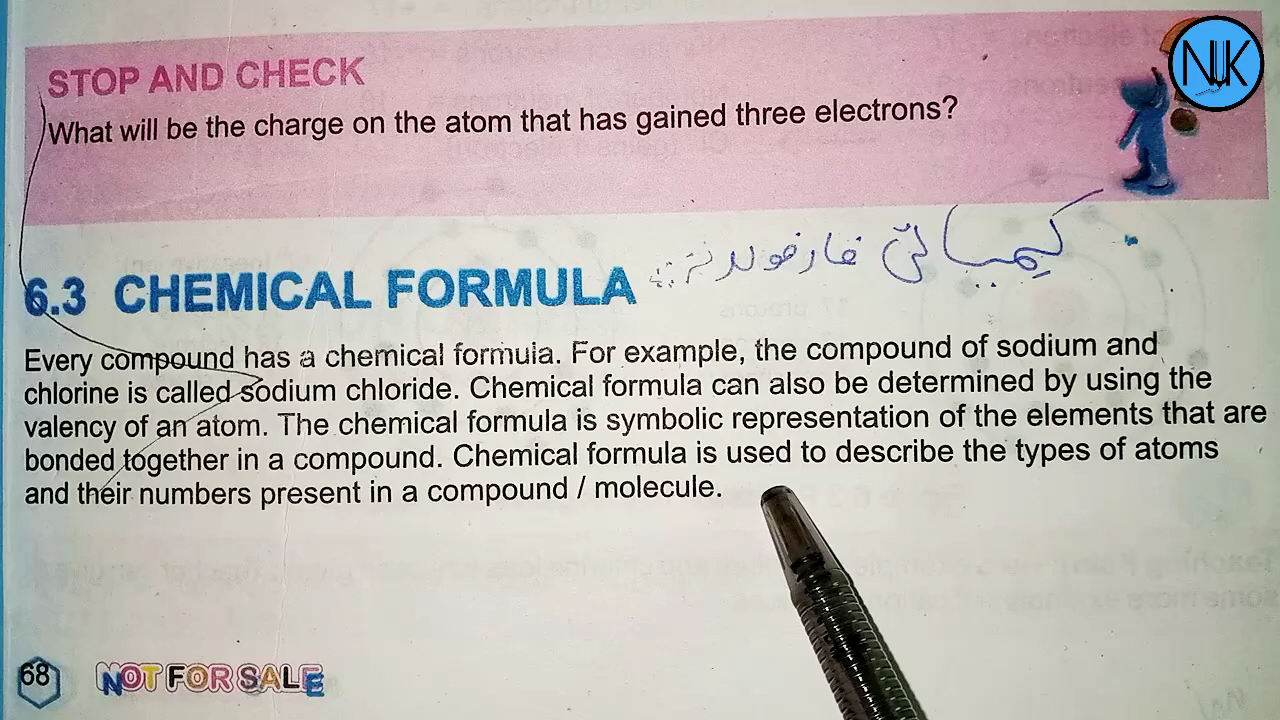 NJK
STOP AND CHECK
What will be the charge on the atom that has gained three electrons?
کیمیائی
6.3 CHEMICAL FORMULA
Every compound has a chemical formula. For example, the compound of sodium and
chlorine is called sodium chloride. Chemical formula can also be determined by using the
valency of an atom. The chemical formula is symbolic representation of the elements that are
bonded together in a compound. Chemical formula is used to describe the types of atoms
and their numbers present in a compound / molecule.
68 NOT FOR SALE